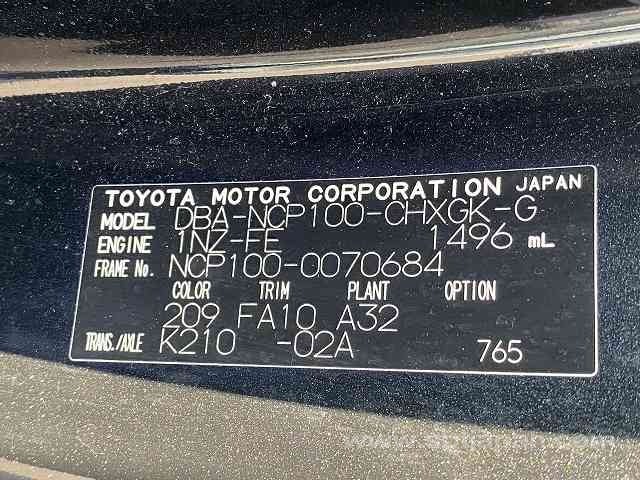 TOYOTA MOTOR CORPORATION JAPAN
MODEL DBA-NCP100-CHXGK-G
ENGINE 1NZ-FE 1496 mL
FRAME No. NCP100-0070684
COLOR TRIM PLANT OPTION
209 FA10 A32
TRANS./AXLE K210 -02A 765